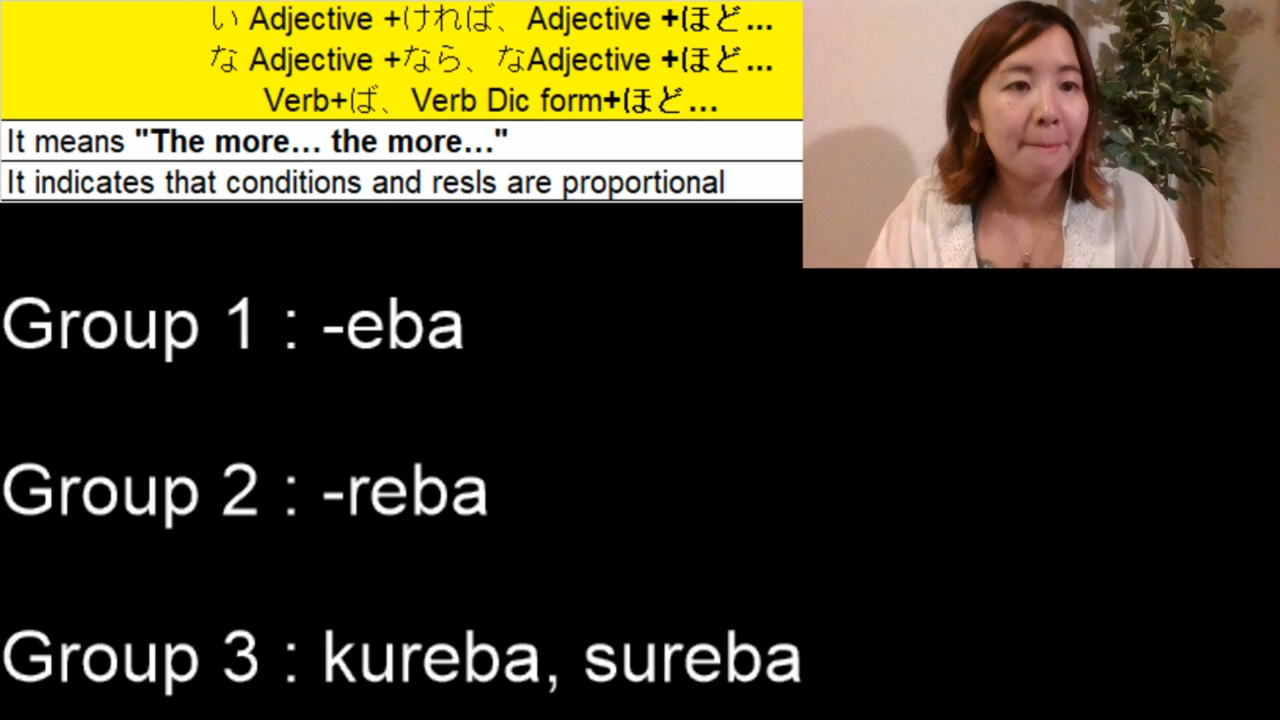 い Adjective +ければ、Adjective +ほど...
な Adjective +なら、なAdjective +ほど...
Verb+ば、Verb Dic form+ほど...
It means "The more... the more..."
It indicates that conditions and resls are proportional
Group 1 : -eba
Group 2 : -reba
Group 3 : kureba, sureba